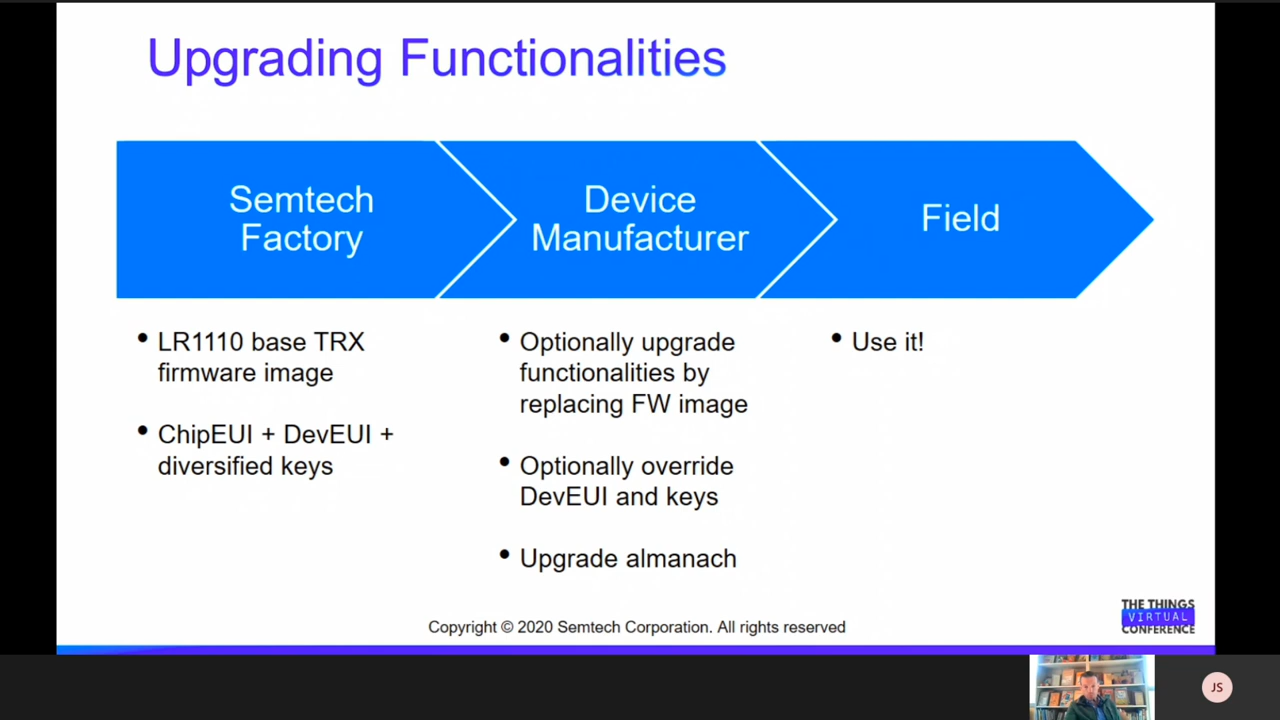 Upgrading Functionalities
Semtech
Factory
Device
Manufacturer
Field
• LR1110 base TRX
firmware image
• ChipEUI + DevEUI +
diversified keys
• Optionally upgrade
functionalities by
replacing FW image
• Optionally override
DevEUI and keys
• Upgrade almanach
• Use it!
Copyright © 2020 Semtech Corporation. All rights reserved
THE THINGS
VIRTUAL
CONFERENCE
JS